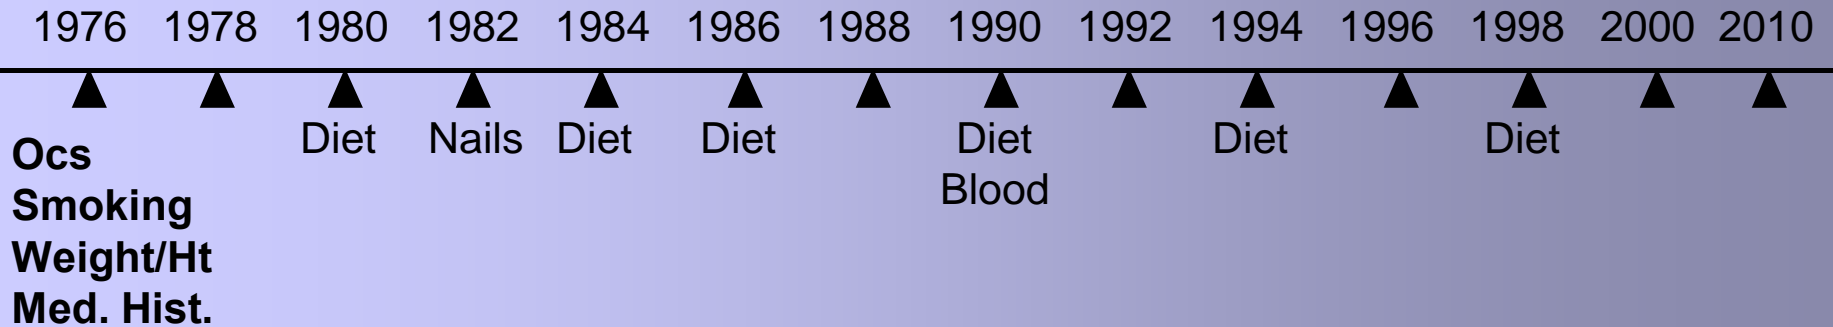 1976 1978 1980 1982 1984 1986 1988 1990 1992 1994 1996 1998 2000 2010
Diet Nails Diet Diet Diet Diet Diet
Blood
Ocs
Smoking
Weight/Ht
Med. Hist.